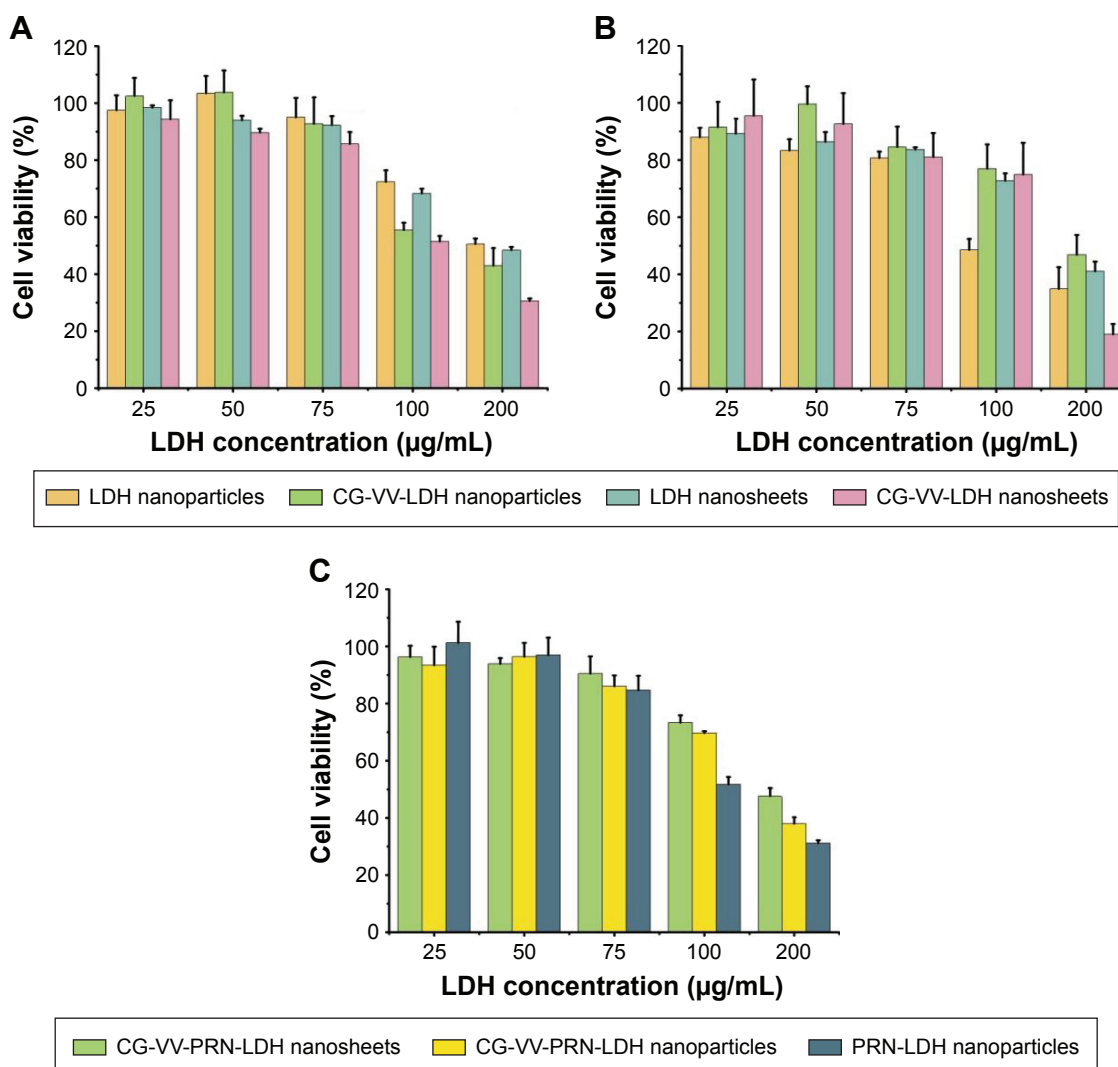 A
120
100
80
60
40
20
0
Cell viability (%)
25 50 75 100 200
LDH concentration (µg/mL)
B
120
100
80
60
40
20
0
Cell viability (%)
25 50 75 100 200
LDH concentration (µg/mL)
LDH nanoparticles CG-VV-LDH nanoparticles LDH nanosheets CG-VV-LDH nanosheets
C
120
100
80
60
40
20
0
Cell viability (%)
25 50 75 100 200
LDH concentration (µg/mL)
CG-VV-PRN-LDH nanosheets CG-VV-PRN-LDH nanoparticles PRN-LDH nanoparticles